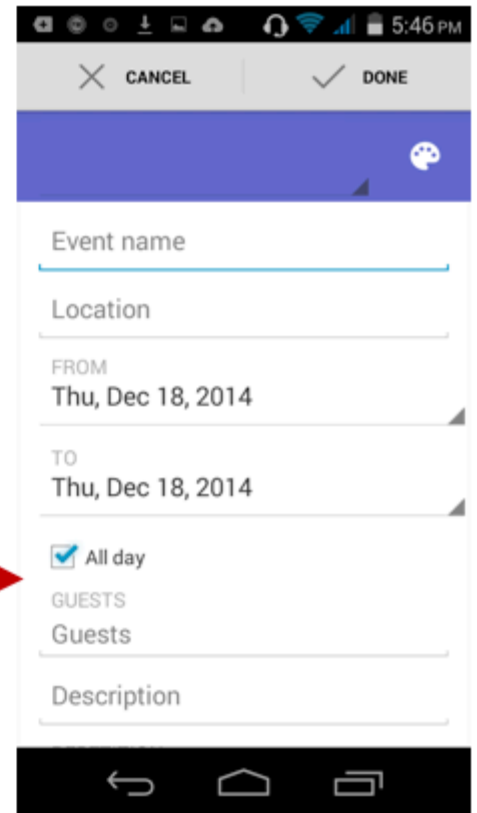 5:46 PM
CANCEL DONE
Event name
Location
FROM
Thu, Dec 18, 2014
TO
Thu, Dec 18, 2014
All day
GUESTS
Guests
Description